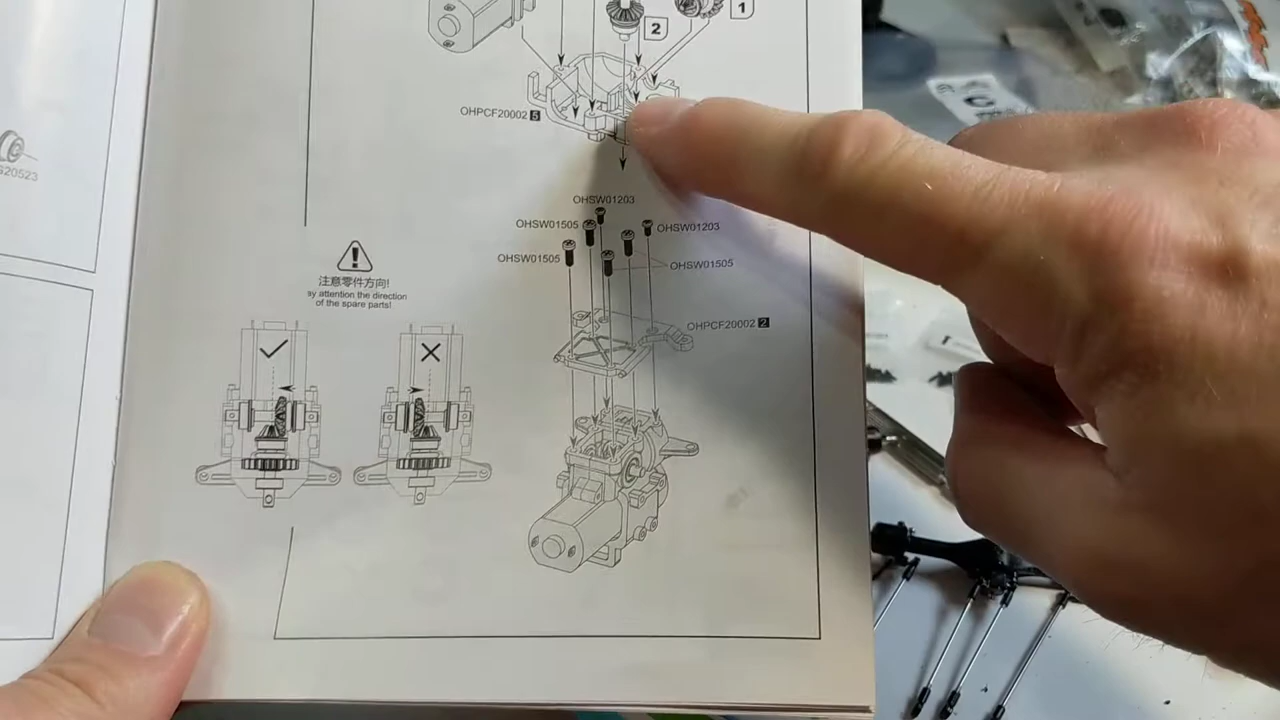 1
2
OHPCF20002 5
S20523
OHSW01203
OHSW01505
OHSW01203
OHSW01505
OHSW01505
注意零件方向!
ay attention the direction
of the spare parts!
OHPCF20002 2